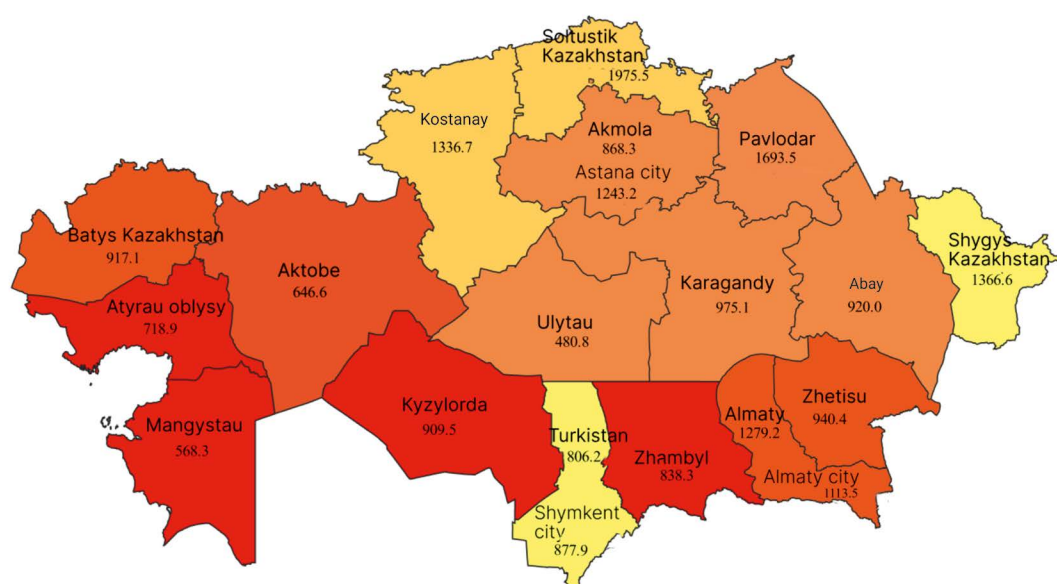 Soltustik
Kazakhstan
1975.5
Kostanay
1336.7
Akmola
868.3
Astana city
1243.2
Pavlodar
1693.5
Batys Kazakhstan
917.1
Aktobe
646.6
Atyrau oblysy
718.9
Ulytau
480.8
Karagandy
975.1
Abay
920.0
Shygys
Kazakhstan
1366.6
Mangystau
568.3
Kyzylorda
909.5
Turkistan
806.2
Zhambyl
838.3
Almaty
1279.2
Zhetisu
940.4
Almaty city
1113.5
Shymkent
city
877.9